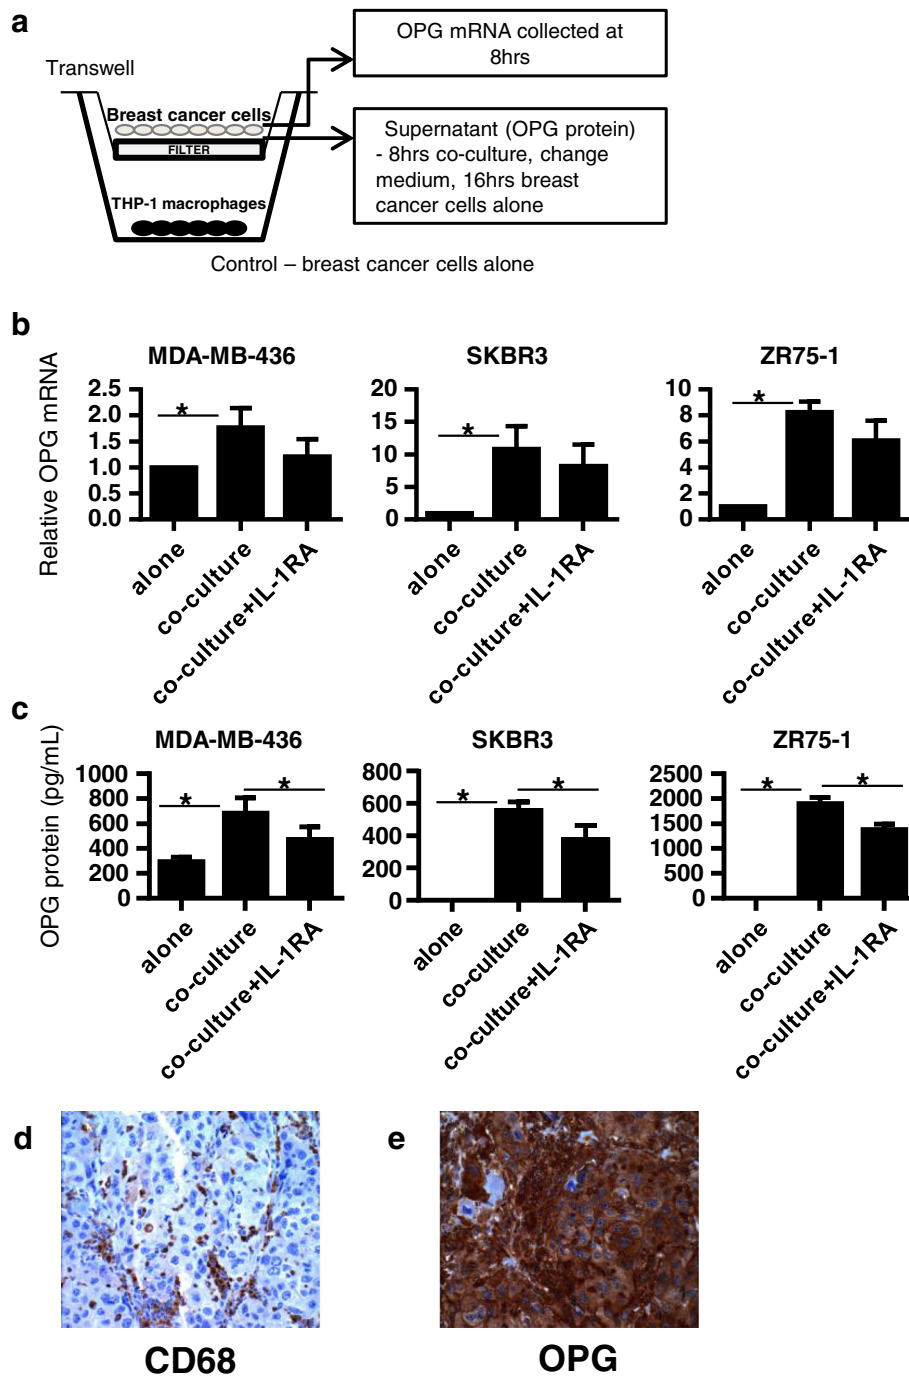 a
OPG mRNA collected at
8hrs
Transwell
Breast cancer cells
FILTER
THP-1 macrophages
Supernatant (OPG protein)
- 8hrs co-culture, change
medium, 16hrs breast
cancer cells alone
Control – breast cancer cells alone
b
Relative OPG mRNA
MDA-MB-436
2.5
2.0
1.5
1.0
0.5
0.0
*
alone
co-culture
co-culture+IL-1RA
SKBR3
20
15
10
5
0
*
alone
co-culture
co-culture+IL-1RA
ZR75-1
10
8
6
4
2
0
*
alone
co-culture
co-culture+IL-1RA
c
OPG protein (pg/mL)
MDA-MB-436
1000
800
600
400
200
0
*
*
alone
co-culture
co-culture+IL-1RA
SKBR3
800
600
400
200
0
*
*
alone
co-culture
co-culture+IL-1RA
ZR75-1
2500
2000
1500
1000
500
0
*
*
alone
co-culture
co-culture+IL-1RA
d
CD68
e
OPG